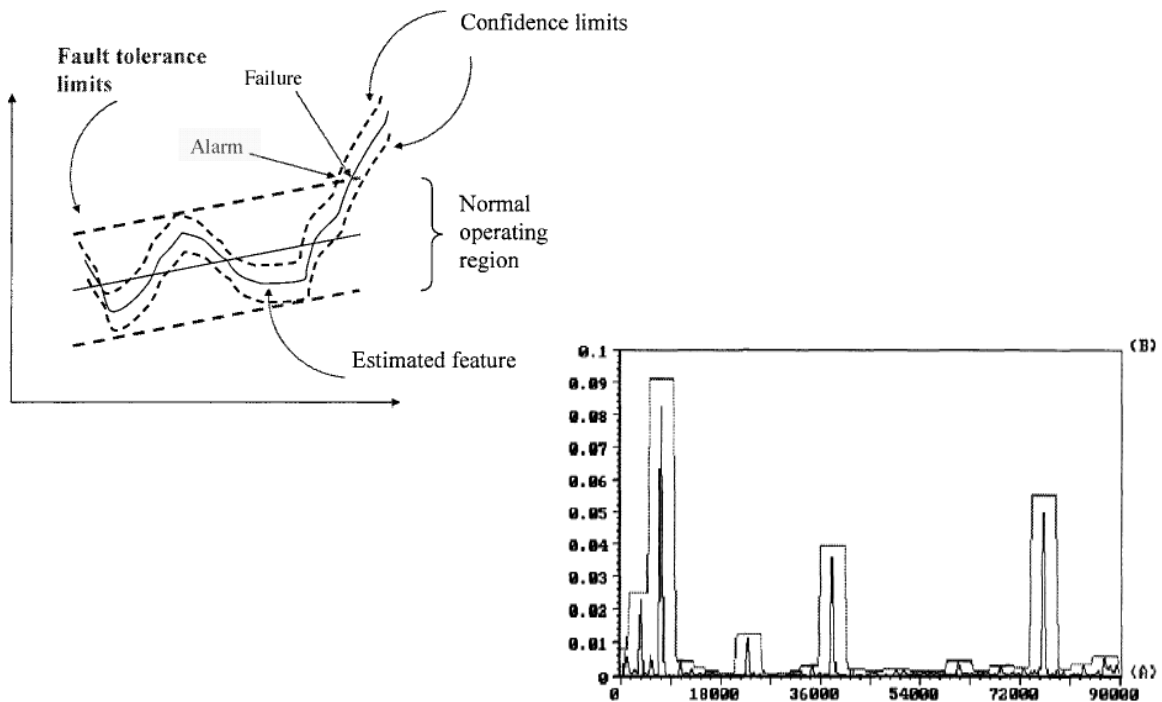 Confidence limits
Fault tolerance
limits
Failure
Alarm
Normal
operating
region
Estimated feature
0.1
(B)
0.09
0.08
0.07
0.06
0.05
0.04
0.03
0.02
0.01
0
(A)
0 18000 36000 54000 72000 90000